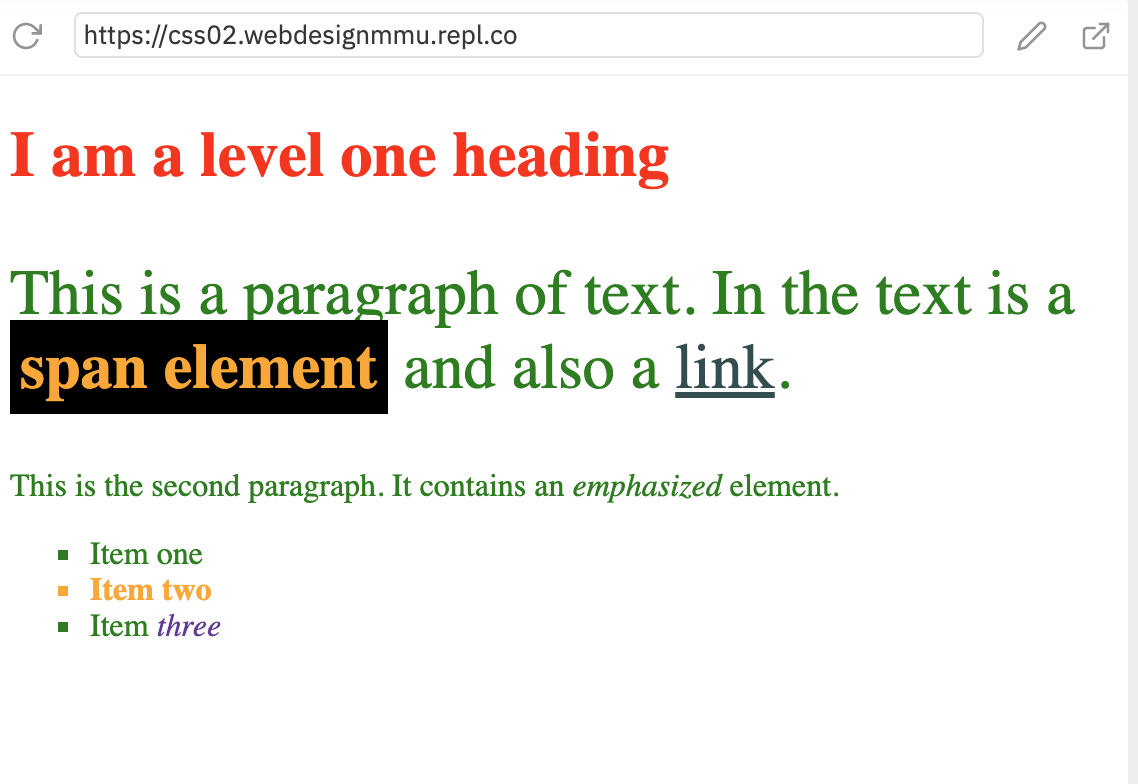 https://css02.webdesignmmu.repl.co
I am a level one heading
This is a paragraph of text. In the text is a
span element and also a link.
This is the second paragraph. It contains an emphasized element.
Item one
Item two
Item three